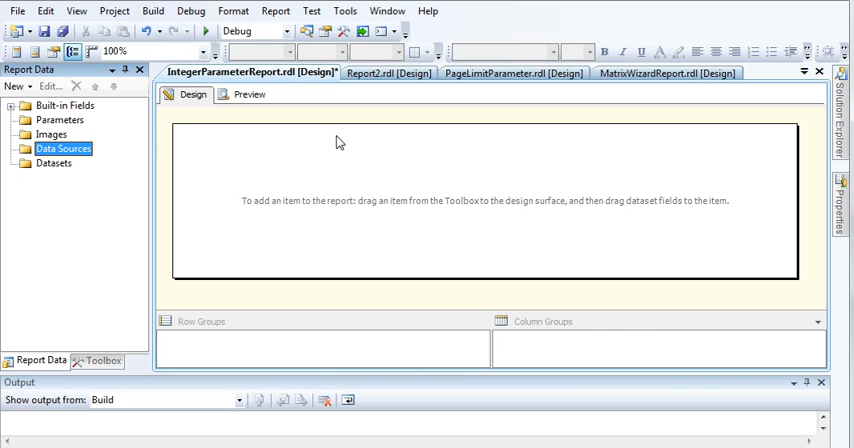 File Edit View Project Build Debug Format Report Test Tools Window Help
Debug
100%
Report Data
New Edit...
Built-in Fields
Parameters
Images
Data Sources
Datasets
Report Data Toolbox
IntegerParameterReport.rdl [Design]* Report2.rdl [Design] PageLimitParameter.rdl [Design] MatrixWizardReport.rdl [Design]
Design Preview
To add an item to the report: drag an item from the Toolbox to the design surface, and then drag dataset fields to the item.
Row Groups Column Groups
Solution Explorer
Properties
Output
Show output from: Build